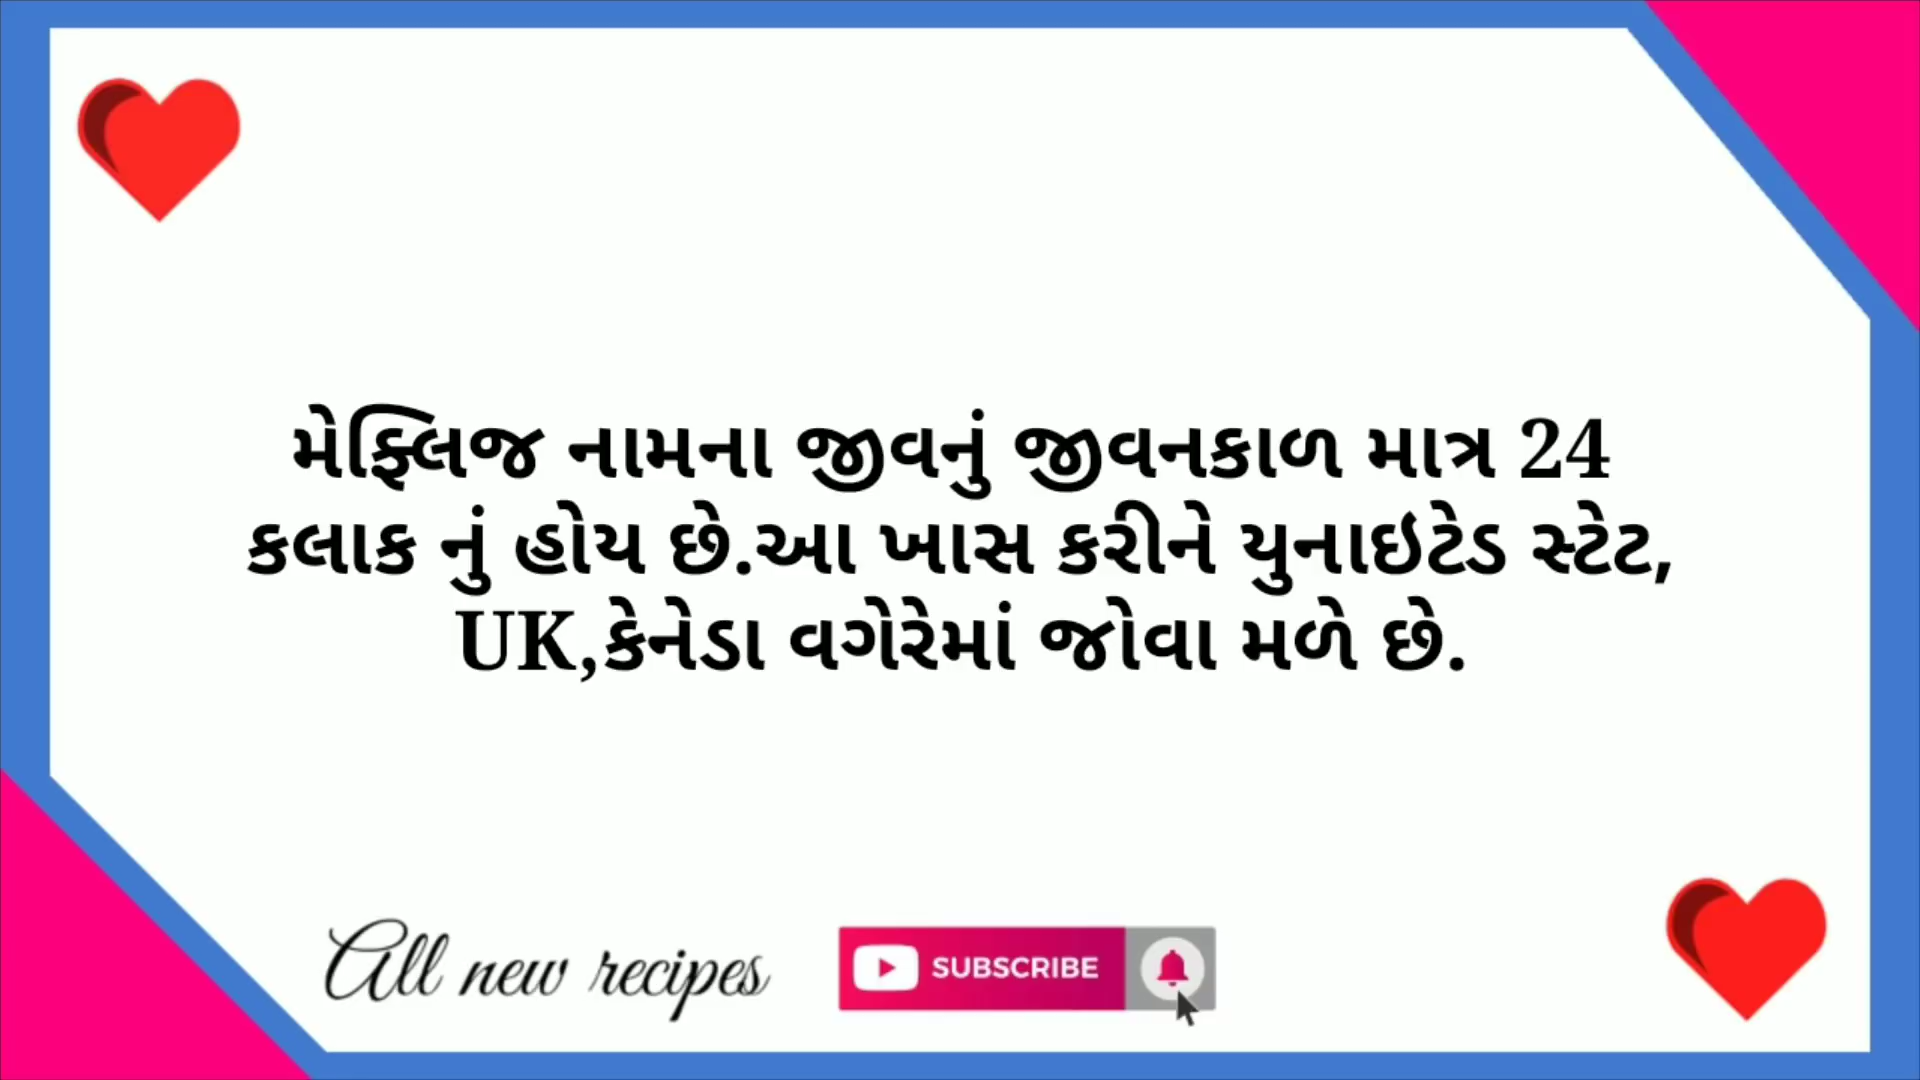 મેફ્લિજ નામના જીવનું જીવનકાળ માત્ર 24
કલાક નું હોય છે.આ ખાસ કરીને યુનાઇટેડ સ્ટેટ,
UK,કેનેડા વગેરેમાં જોવા મળે છે.
All new recipes
SUBSCRIBE